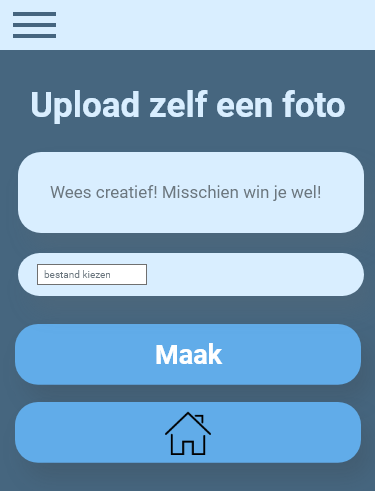 Upload zelf een foto
Wees creatief! Misschien win je wel!
bestand kiezen
Maak